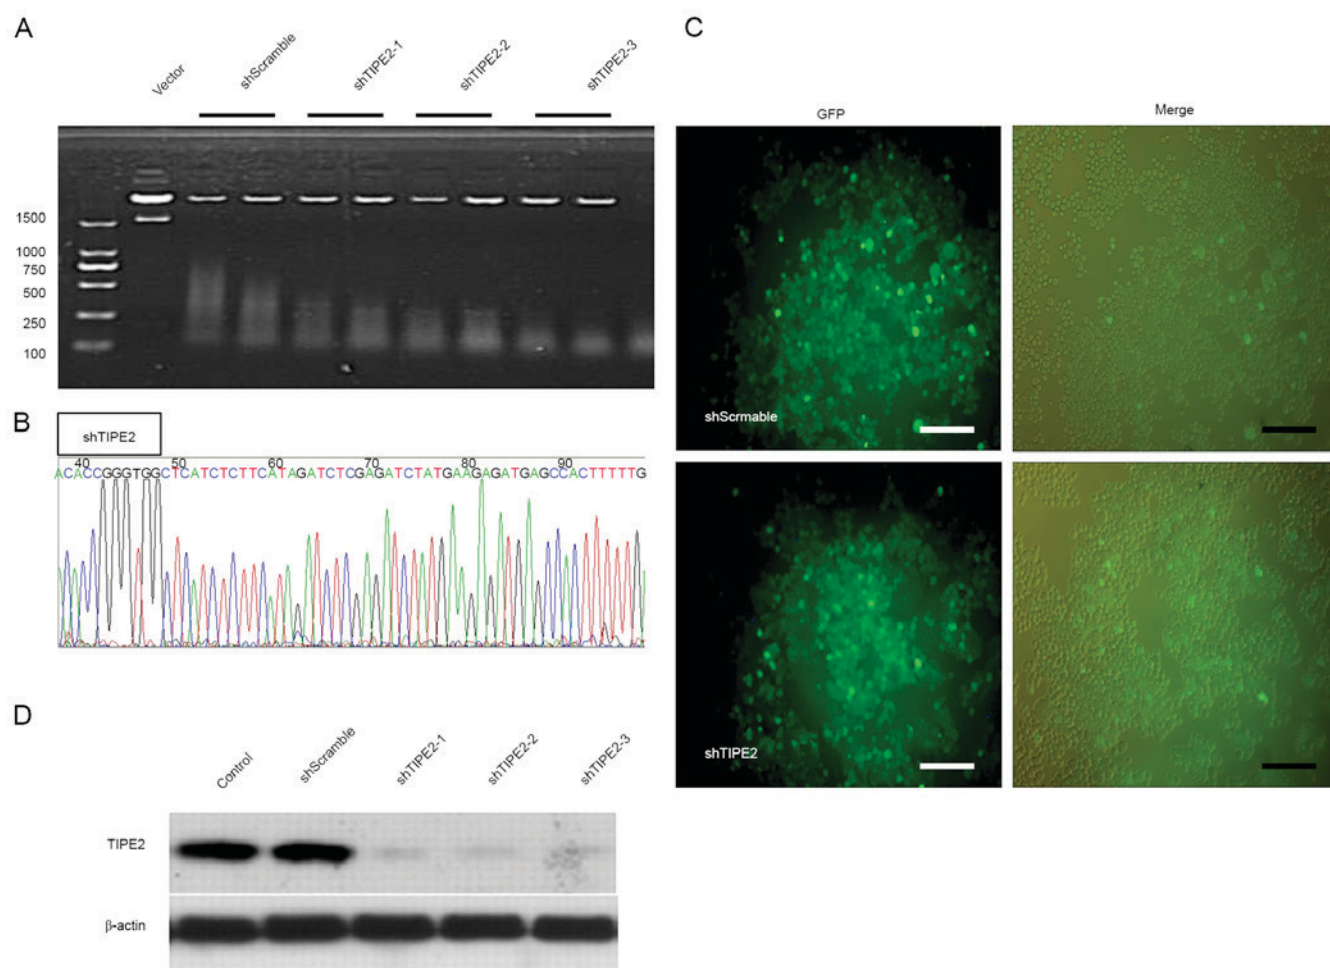 A
Vector
shScramble
shTIPE2-1
shTIPE2-2
shTIPE2-3
1500
1000
750
500
250
100
B
shTIPE2
40 50 60 70 80 90
ACACCGGGTGGCTCATCTCTTCATAGATCTCGAGATCTATGAAGAGATGAGCCACTTTTTG
C
GFP
Merge
shScrmable
shTIPE2
D
Control
shScramble
shTIPE2-1
shTIPE2-2
shTIPE2-3
TIPE2
β-actin